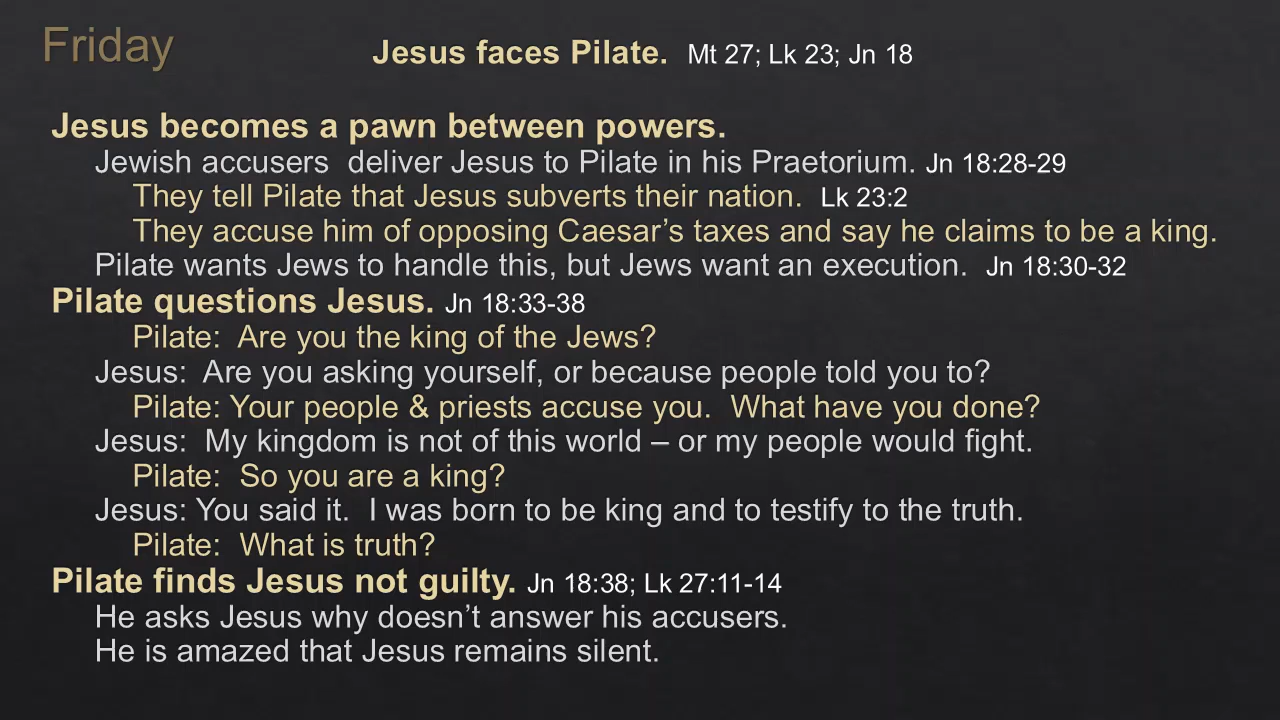 Friday
Jesus faces Pilate. Mt 27; Lk 23; Jn 18
Jesus becomes a pawn between powers.
Jewish accusers deliver Jesus to Pilate in his Praetorium. Jn 18:28-29
They tell Pilate that Jesus subverts their nation. Lk 23:2
They accuse him of opposing Caesar’s taxes and say he claims to be a king.
Pilate wants Jews to handle this, but Jews want an execution. Jn 18:30-32
Pilate questions Jesus. Jn 18:33-38
Pilate: Are you the king of the Jews?
Jesus: Are you asking yourself, or because people told you to?
Pilate: Your people & priests accuse you. What have you done?
Jesus: My kingdom is not of this world – or my people would fight.
Pilate: So you are a king?
Jesus: You said it. I was born to be king and to testify to the truth.
Pilate: What is truth?
Pilate finds Jesus not guilty. Jn 18:38; Lk 27:11-14
He asks Jesus why doesn’t answer his accusers.
He is amazed that Jesus remains silent.